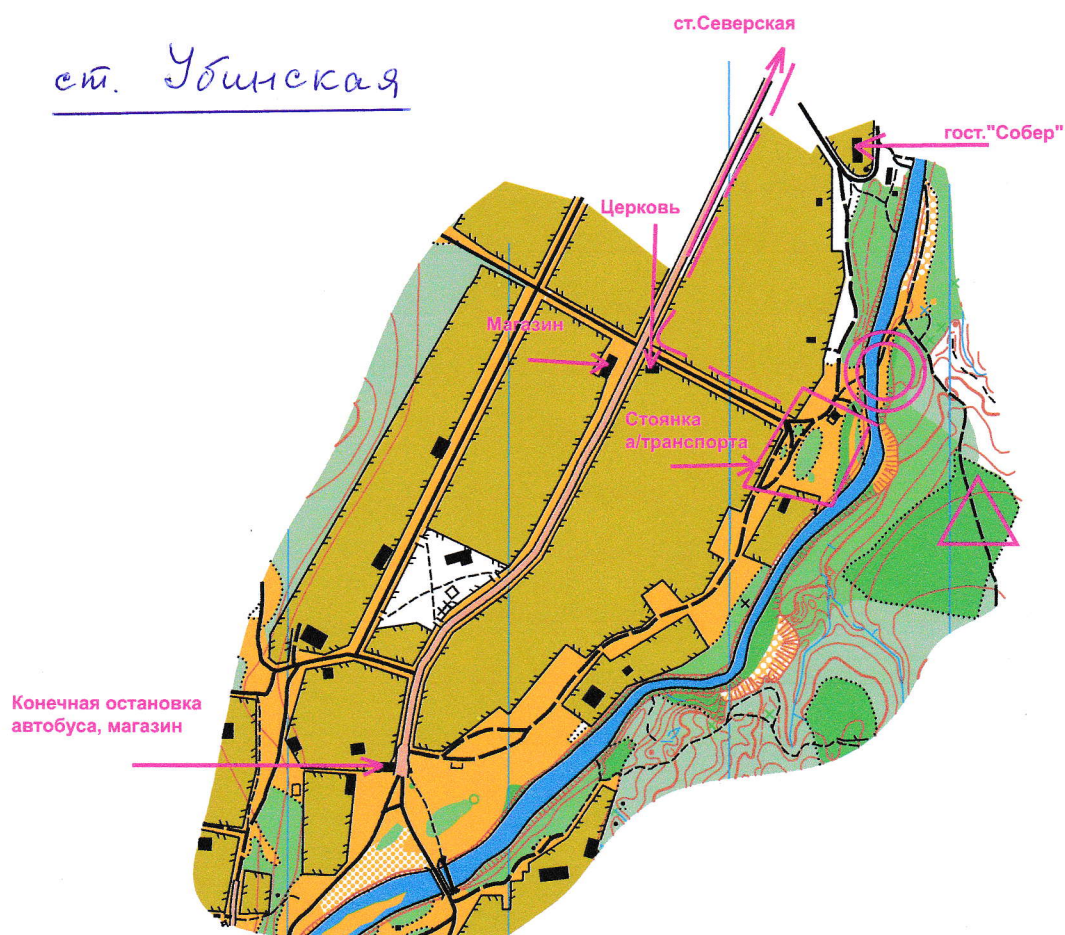 ст.Северская
ст. Убинская
гост."Собер"
Церковь
Магазин
Стоянка
а/транспорта
Конечная остановка
автобуса, магазин